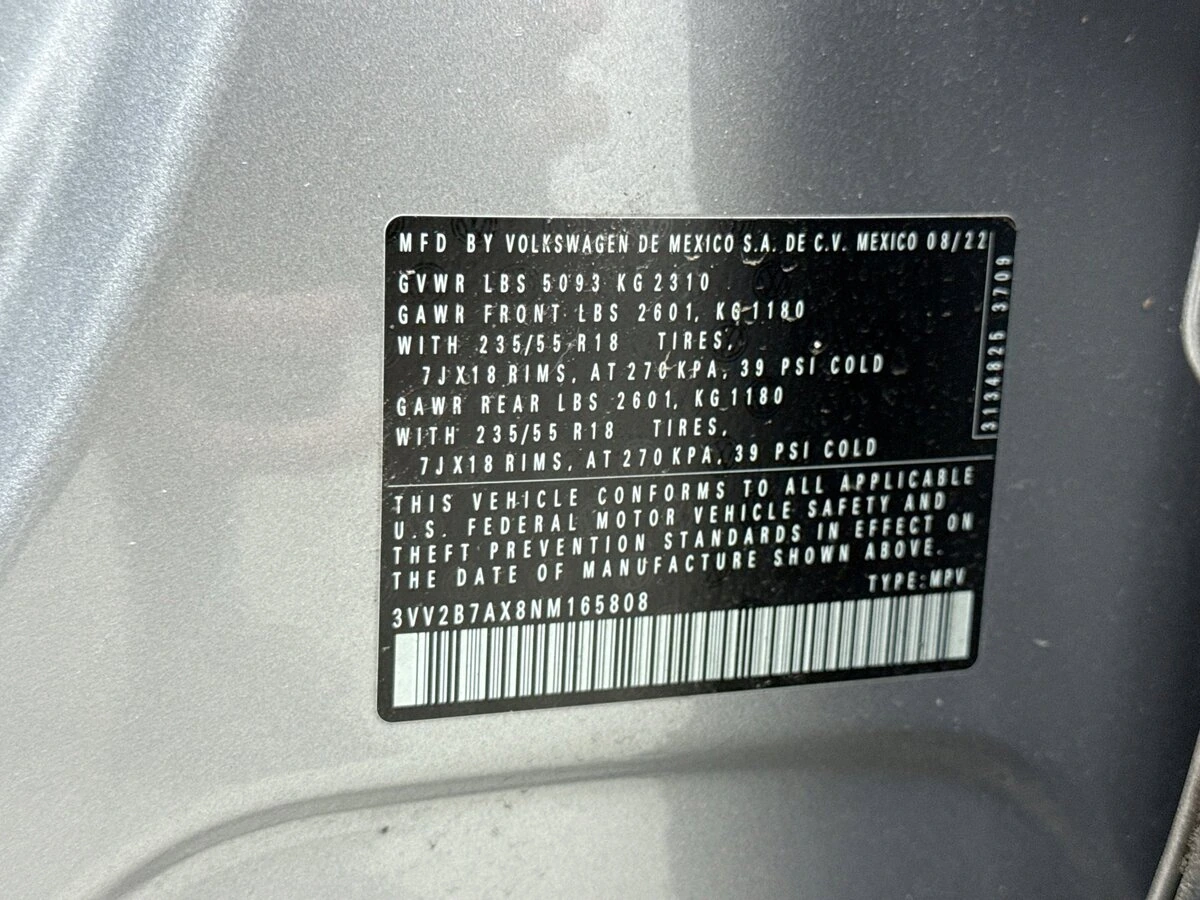 MFD BY VOLKSWAGEN DE MEXICO S.A. DE C.V. MEXICO 08/22
GVWR LBS 5093 KG 2310
GAWR FRONT LBS 2601, KG 1180
WITH 235/55 R18 TIRES,
7JX18 RIMS, AT 270 KPA, 39 PSI COLD
GAWR REAR LBS 2601, KG 1180
WITH 235/55 R18 TIRES,
7JX18 RIMS, AT 270 KPA, 39 PSI COLD
3134825 3709
THIS VEHICLE CONFORMS TO ALL APPLICABLE
U.S. FEDERAL MOTOR VEHICLE SAFETY AND
THEFT PREVENTION STANDARDS IN EFFECT ON
THE DATE OF MANUFACTURE SHOWN ABOVE.
TYPE: MPV
3VV2B7AX8NM165808